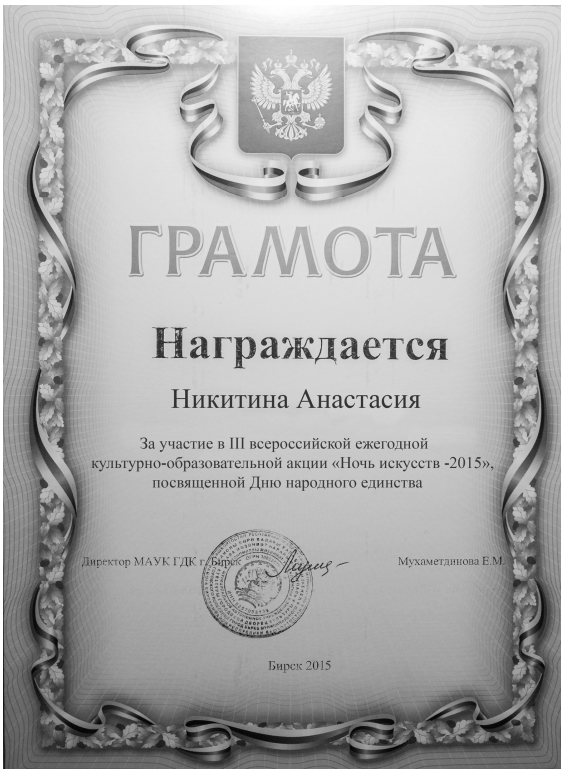 ГРАМОТА
Награждается
Никитина Анастасия
За участие в III всероссийской ежегодной
культурно-образовательной акции «Ночь искусств -2015»,
посвященной Дню народного единства
Директор МАУК ГДК г. Бирск Мухаметдинова Е.М.
Бирск 2015